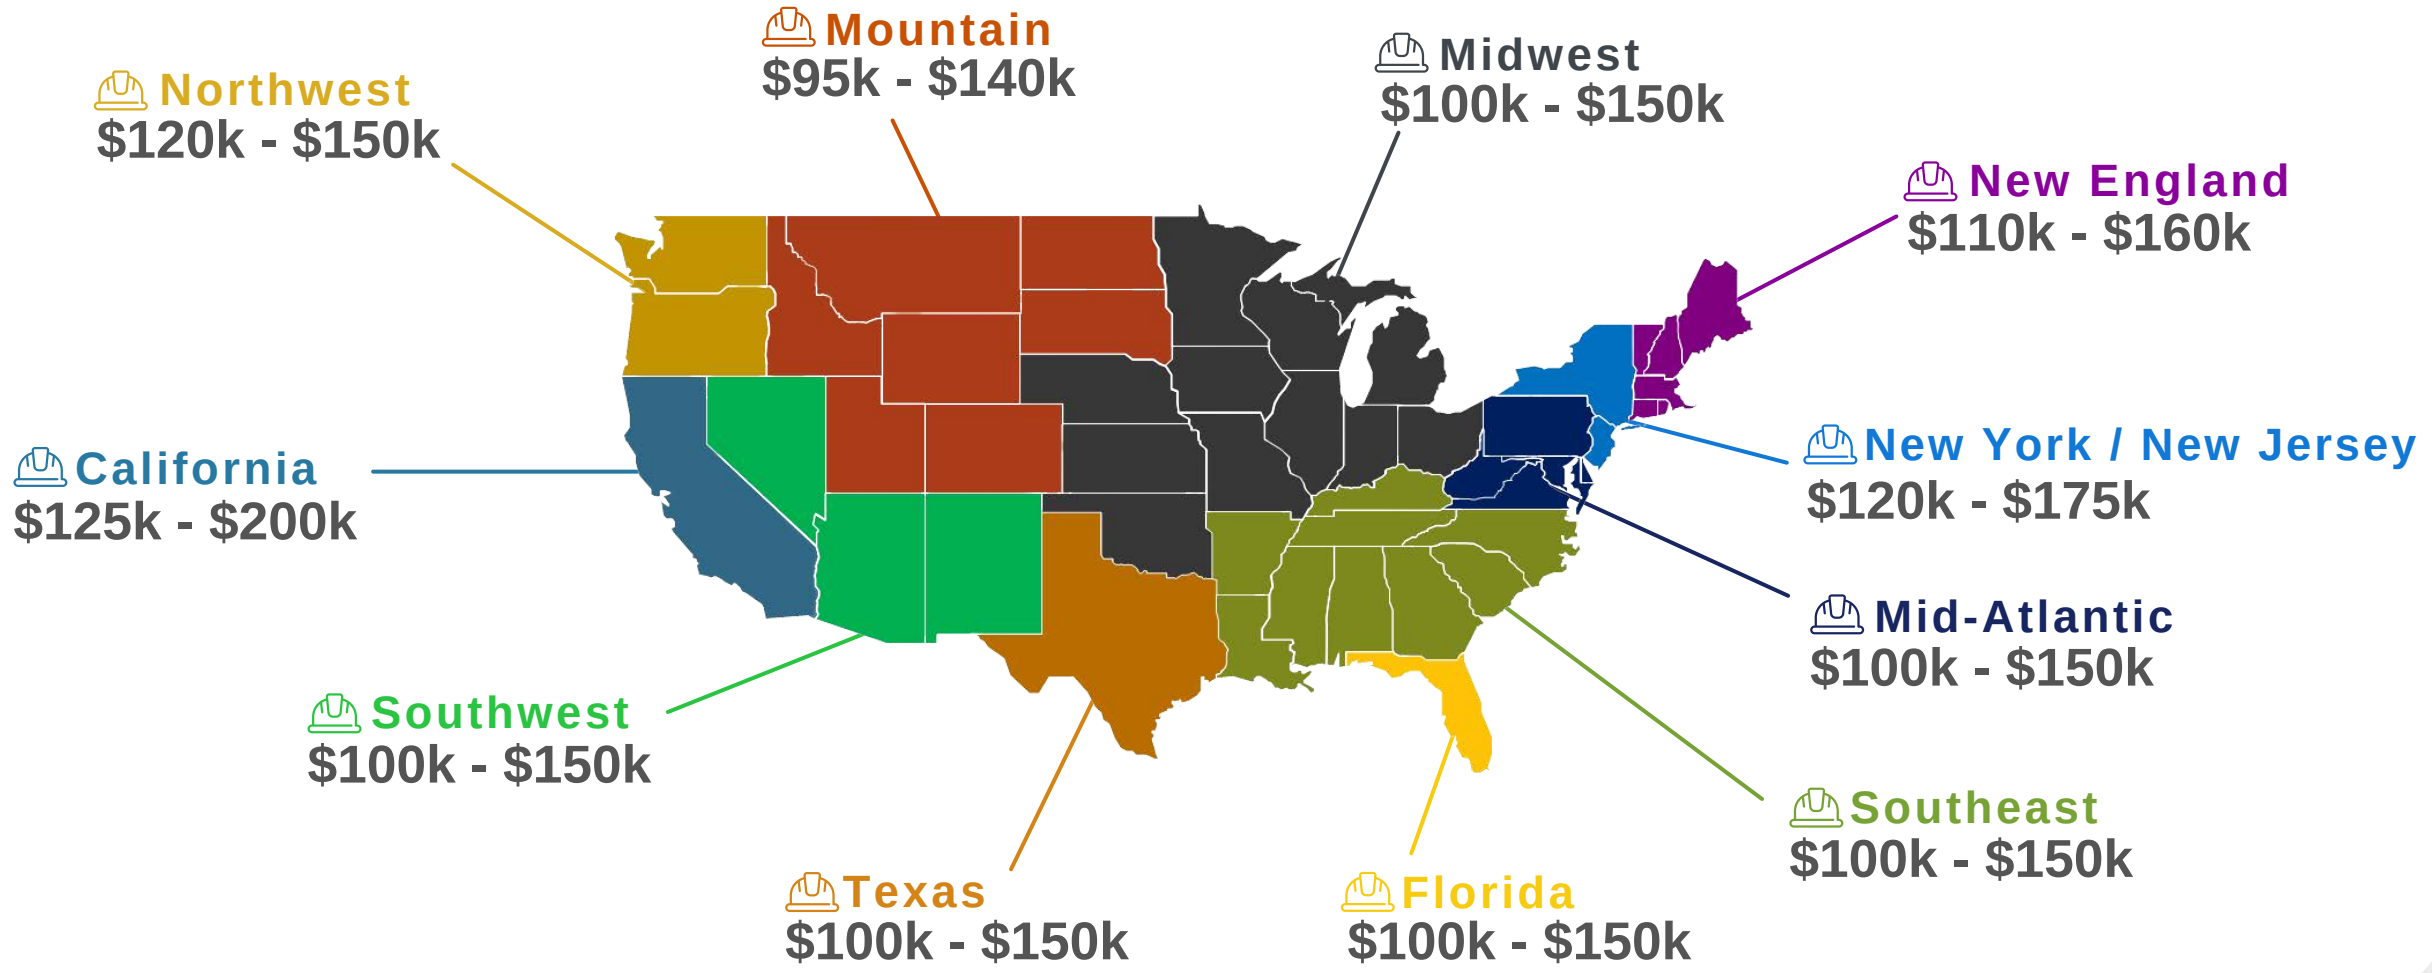 Mountain
$95k - $140k
Midwest
$100k - $150k
Northwest
$120k - $150k
New England
$110k - $160k
New York / New Jersey
$120k - $175k
California
$125k - $200k
Mid-Atlantic
$100k - $150k
Southwest
$100k - $150k
Southeast
$100k - $150k
Texas
$100k - $150k
Florida
$100k - $150k